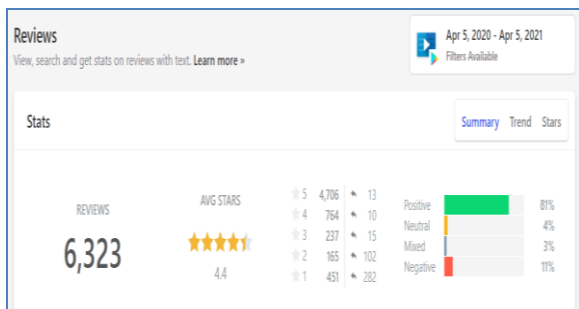 Reviews
View, search and get stats on reviews with text. Learn more »
Apr 5, 2020 - Apr 5, 2021
Filters Available
Stats
Summary Trend Stars
REVIEWS
6,323
AVG STARS
4.4
5 4,706 13
4 764 10
3 237 15
2 165 102
1 451 282
Positive 81%
Neutral 4%
Mixed 3%
Negative 11%